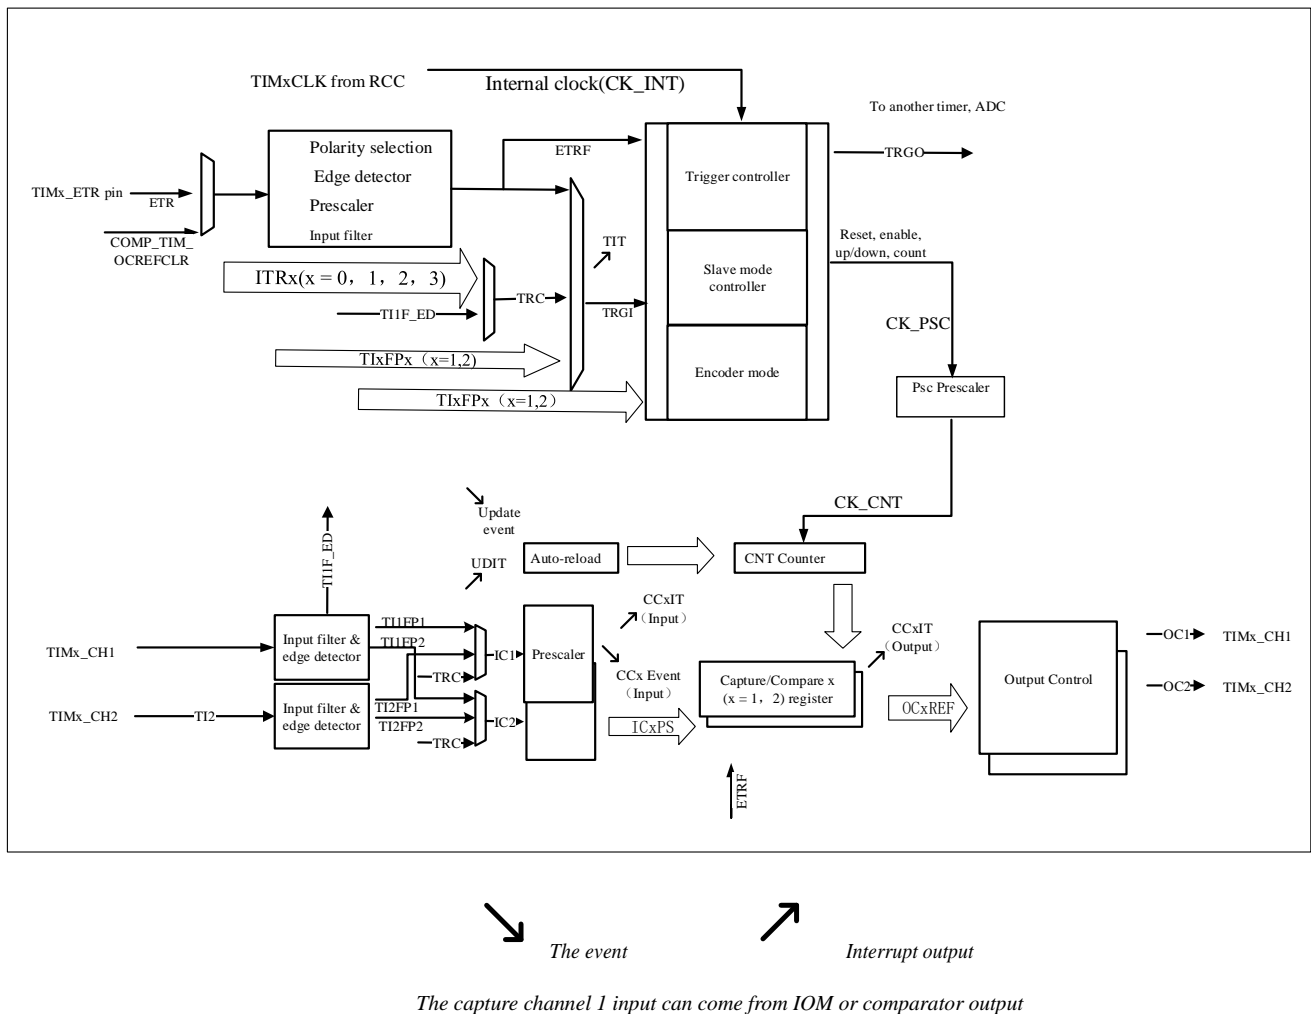 TIMxCLK from RCC
Internal clock(CK_INT)
To another timer, ADC
TRGO
Polarity selection
Edge detector
Prescaler
Input filter
ETRF
Trigger controller
TIMx_ETR pin
ETR
COMP_TIM_
OCREFCLR
TIT
Reset, enable,
up/down, count
ITRx(x = 0，1，2，3)
TRC
TI1F_ED
TRGI
Slave mode
controller
CK_PSC
TIxFPx（x=1,2)
TIxFPx（x=1,2）
Encoder mode
Psc Prescaler
CK_CNT
Update
event
UDIT
Auto-reload
CNT Counter
TI1F_ED
CCxIT
（Input）
TIMx_CH1
Input filter &
edge detector
TI1FP1
TI1FP2
TRC
IC1
Prescaler
CCx Event
（Input）
CCxIT
（Output）
Capture/Compare x
(x = 1，2) register
OCxREF
Output Control
OC1
TIMx_CH1
OC2
TIMx_CH2
TIMx_CH2
TI2
Input filter &
edge detector
TI2FP1
TI2FP2
TRC
IC2
ICxPS
ETRF
The event
Interrupt output
The capture channel 1 input can come from IOM or comparator output